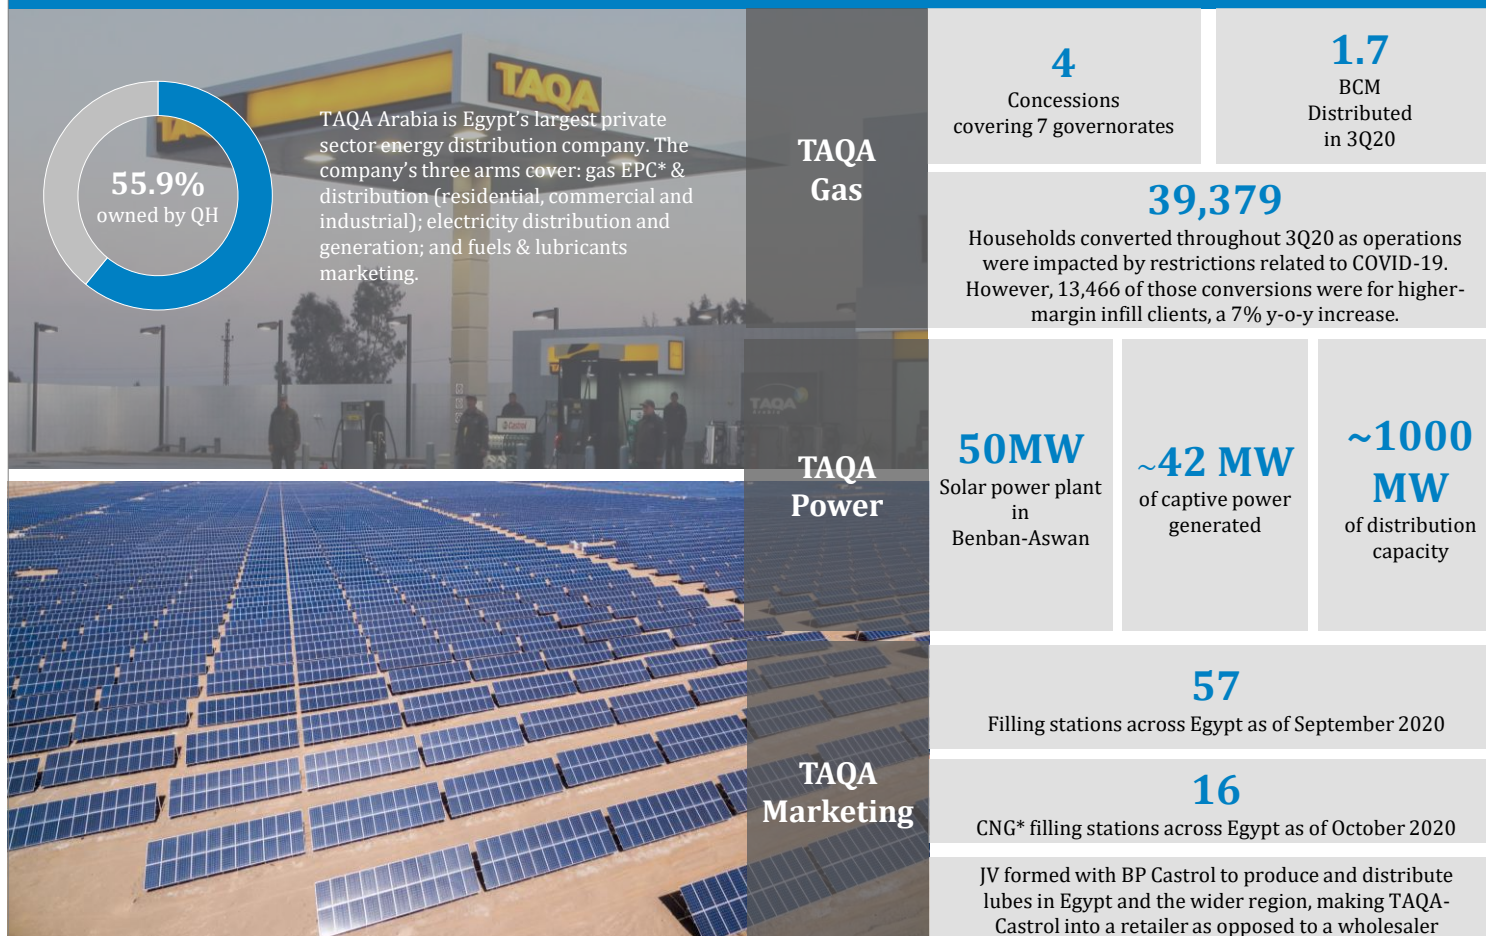 TAQA
TA
55.9%
owned by QH
TAQA Arabia is Egypt’s largest private
sector energy distribution company. The
company’s three arms cover: gas EPC* &
distribution (residential, commercial and
industrial); electricity distribution and
generation; and fuels & lubricants
marketing.
TAQA
ARABIA
Castrol
TAQA
Gas
4
Concessions
covering 7 governorates
1.7
BCM
Distributed
in 3Q20
39,379
Households converted throughout 3Q20 as operations
were impacted by restrictions related to COVID-19.
However, 13,466 of those conversions were for higher-
margin infill clients, a 7% y-o-y increase.
TAQA
Power
50MW
Solar power plant
in
Benban-Aswan
~42 MW
of captive power
generated
~1000
MW
of distribution
capacity
TAQA
Marketing
57
Filling stations across Egypt as of September 2020
16
CNG* filling stations across Egypt as of October 2020
JV formed with BP Castrol to produce and distribute
lubes in Egypt and the wider region, making TAQA-
Castrol into a retailer as opposed to a wholesaler